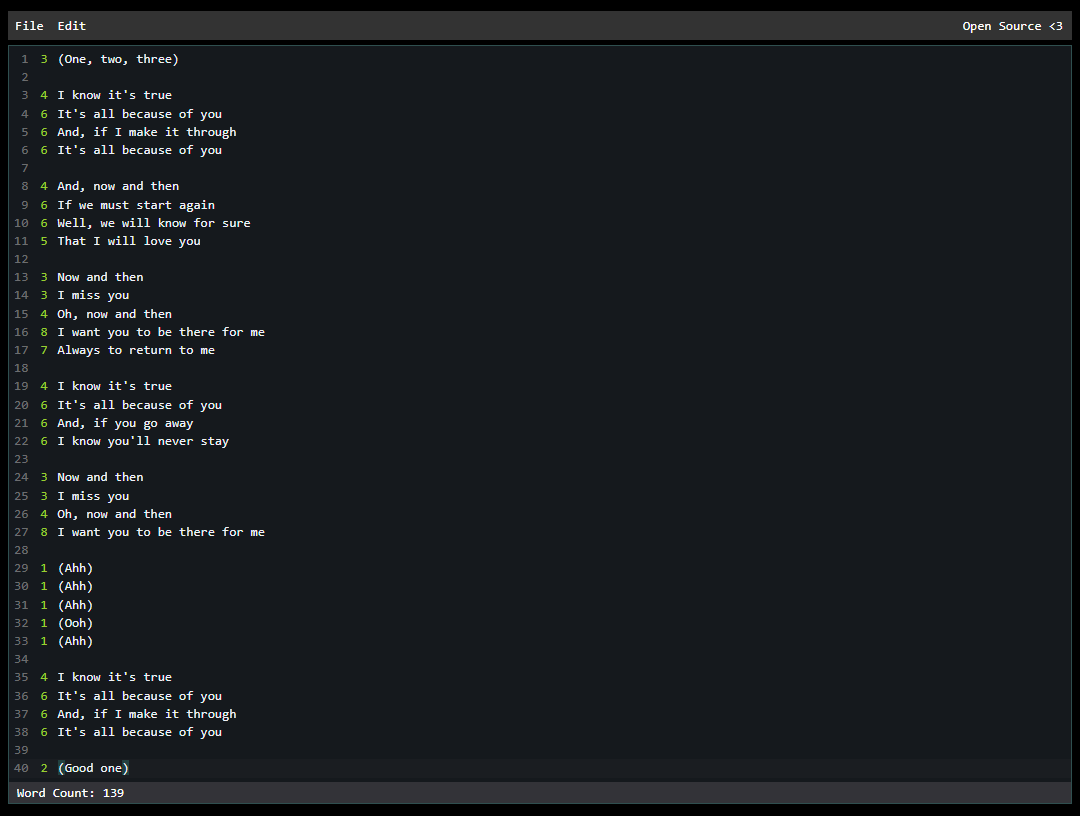 File Edit Open Source <3
1 3 (One, two, three)
2
3 4 I know it's true
4 6 It's all because of you
5 6 And, if I make it through
6 6 It's all because of you
7
8 4 And, now and then
9 6 If we must start again
10 6 Well, we will know for sure
11 5 That I will love you
12
13 3 Now and then
14 3 I miss you
15 4 Oh, now and then
16 8 I want you to be there for me
17 7 Always to return to me
18
19 4 I know it's true
20 6 It's all because of you
21 6 And, if you go away
22 6 I know you'll never stay
23
24 3 Now and then
25 3 I miss you
26 4 Oh, now and then
27 8 I want you to be there for me
28
29 1 (Ahh)
30 1 (Ahh)
31 1 (Ahh)
32 1 (Ooh)
33 1 (Ahh)
34
35 4 I know it's true
36 6 It's all because of you
37 6 And, if I make it through
38 6 It's all because of you
39
40 2 (Good one)
Word Count: 139